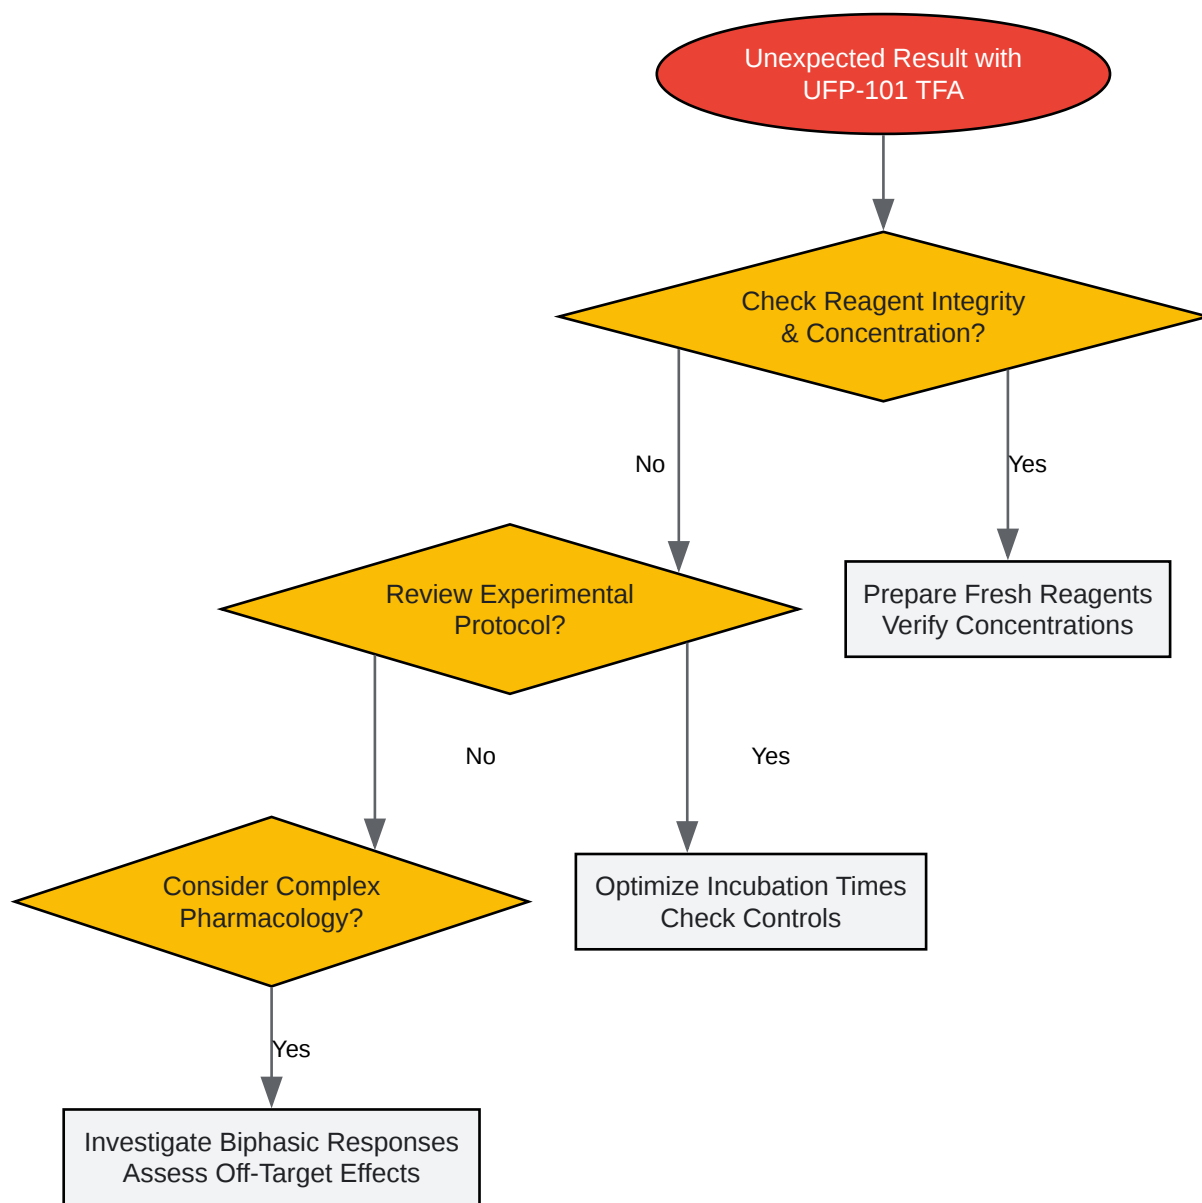 Unexpected Result with
UFP-101 TFA
Check Reagent Integrity
& Concentration?
No
Yes
Review Experimental
Protocol?
Prepare Fresh Reagents
Verify Concentrations
No
Yes
Consider Complex
Pharmacology?
Optimize Incubation Times
Check Controls
Yes
Investigate Biphasic Responses
Assess Off-Target Effects